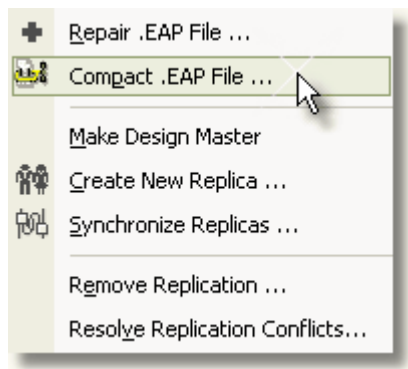 Repair .EAP File ...
Compact .EAP File ...
Make Design Master
Create New Replica ...
Synchronize Replicas ...
Remove Replication ...
Resolve Replication Conflicts...